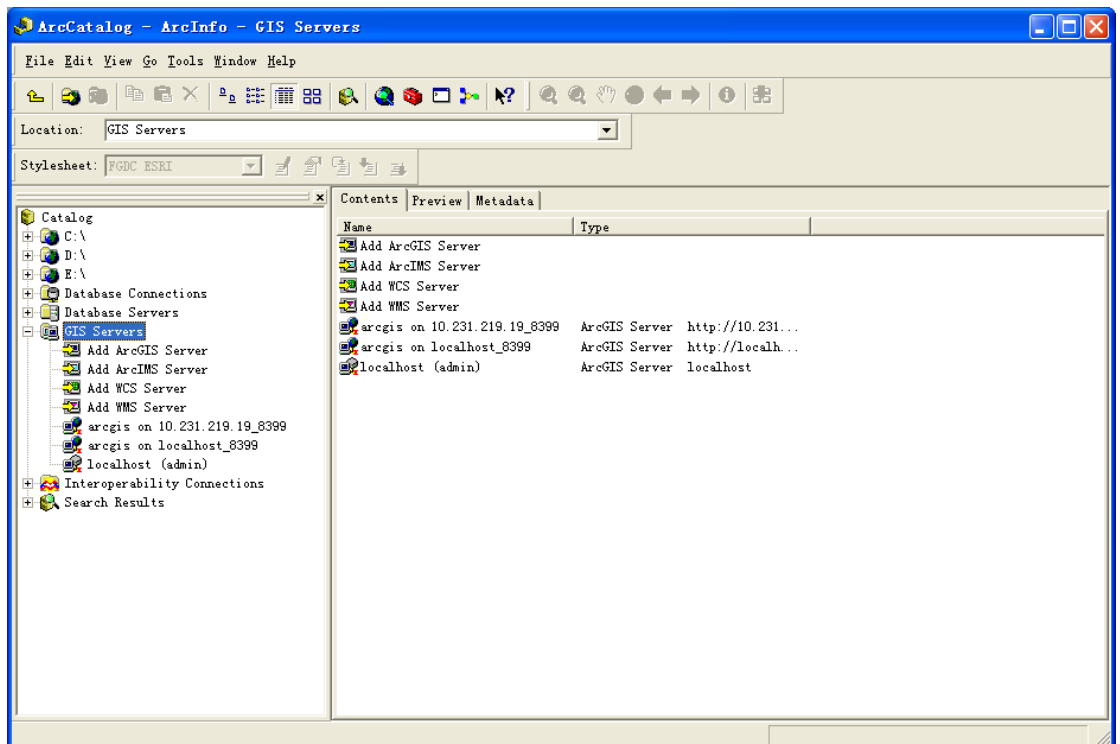 ArcCatalog - ArcInfo - GIS Servers
File Edit View Go Tools Window Help
Location: GIS Servers
Stylesheet: FGDC ESRI
Catalog
C:\
D:\
E:\
Database Connections
Database Servers
GIS Servers
Add ArcGIS Server
Add ArcIMS Server
Add WCS Server
Add WMS Server
arcgis on 10.231.219.19_8399
arcgis on localhost_8399
localhost (admin)
Interoperability Connections
Search Results
Contents Preview Metadata
Name Type
Add ArcGIS Server
Add ArcIMS Server
Add WCS Server
Add WMS Server
arcgis on 10.231.219.19_8399 ArcGIS Server http://10.231...
arcgis on localhost_8399 ArcGIS Server http://localh...
localhost (admin) ArcGIS Server localhost